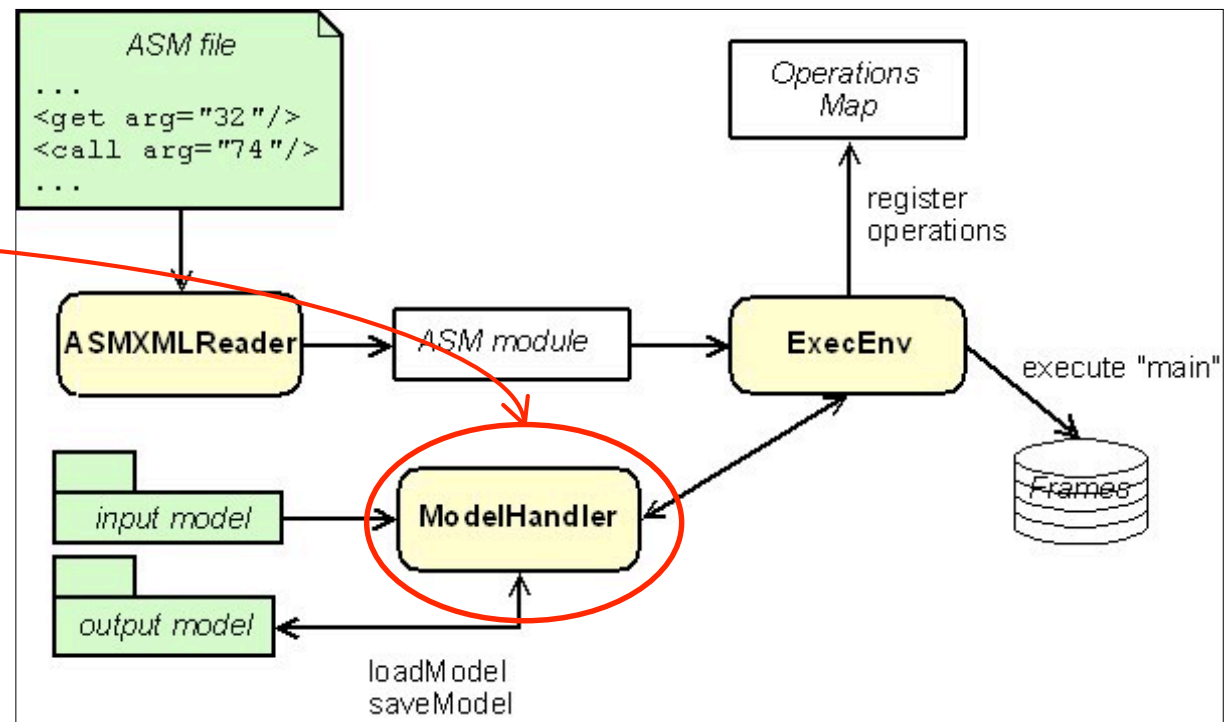 ASM file
...
<get arg="32"/>
<call arg="74"/>
...
Operations
Map
register
operations
ASMXMLReader
ASM module
ExecEnv
execute "main"
Frames
input model
ModelHandler
output model
loadModel
saveModel